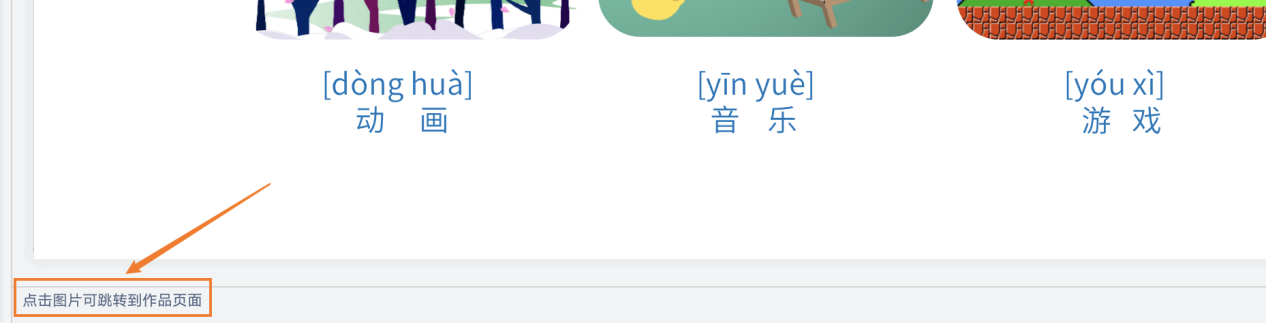 [dòng huà] [yīn yuè] [yóu xì]
动 画 音 乐 游 戏
点击图片可跳转到作品页面